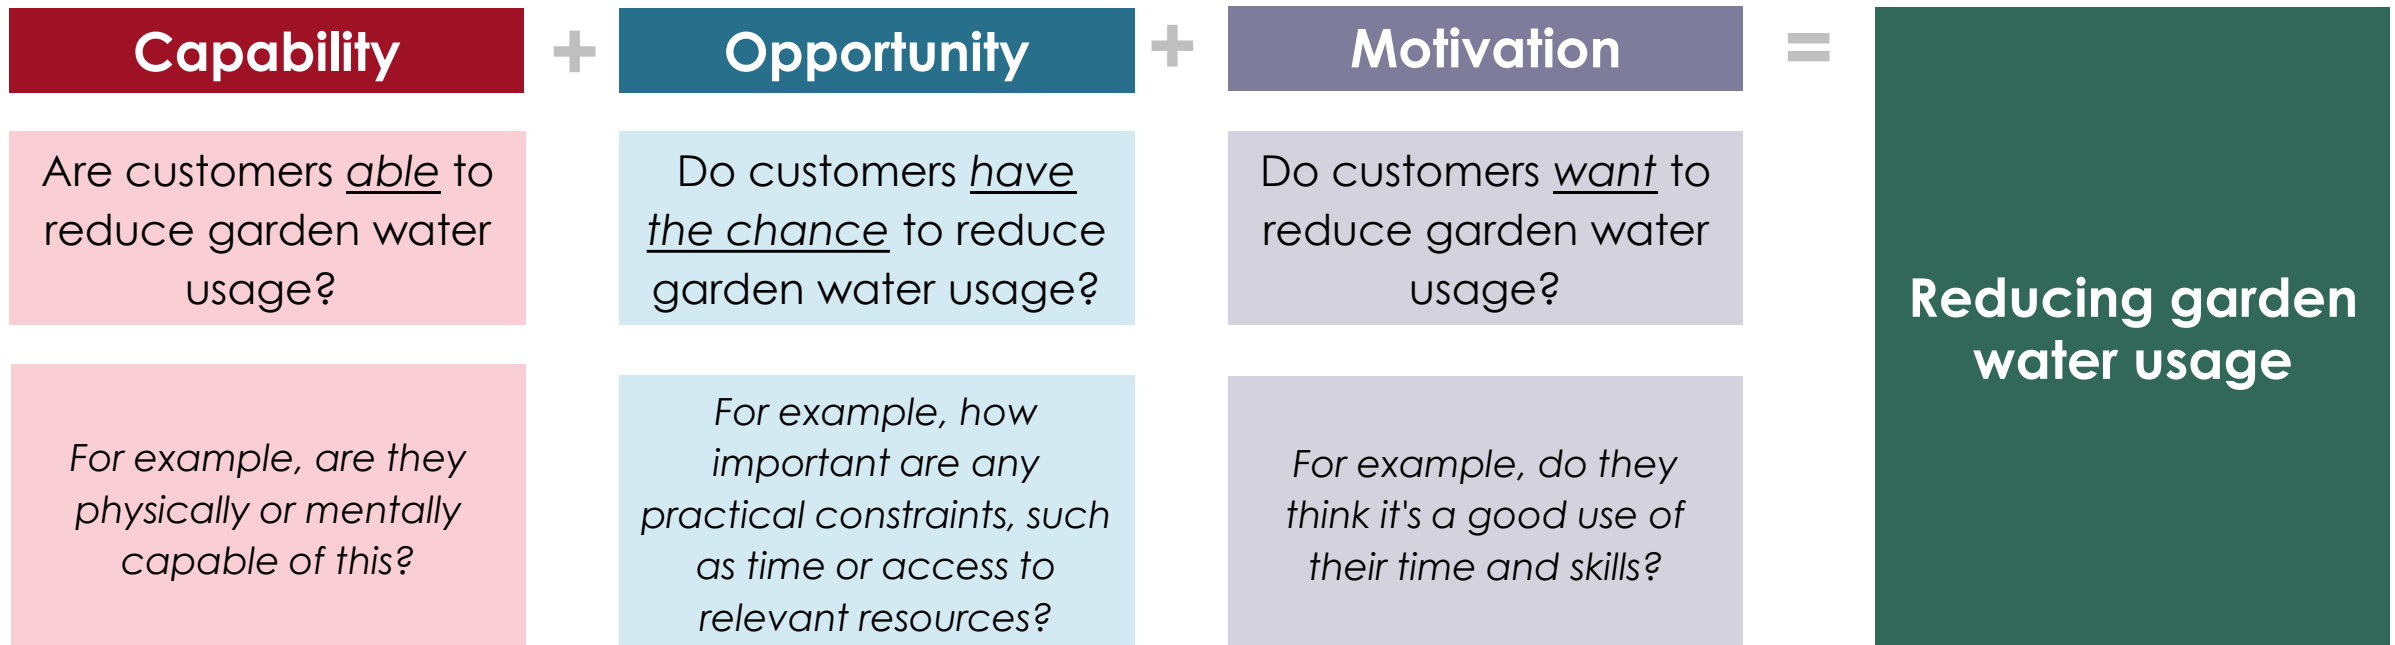 Capability
+
Opportunity
+
Motivation
=
Are customers able to
reduce garden water
usage?
Do customers have
the chance to reduce
garden water usage?
Do customers want to
reduce garden water
usage?
For example, are they
physically or mentally
capable of this?
For example, how
important are any
practical constraints, such
as time or access to
relevant resources?
For example, do they
think it's a good use of
their time and skills?
Reducing garden
water usage